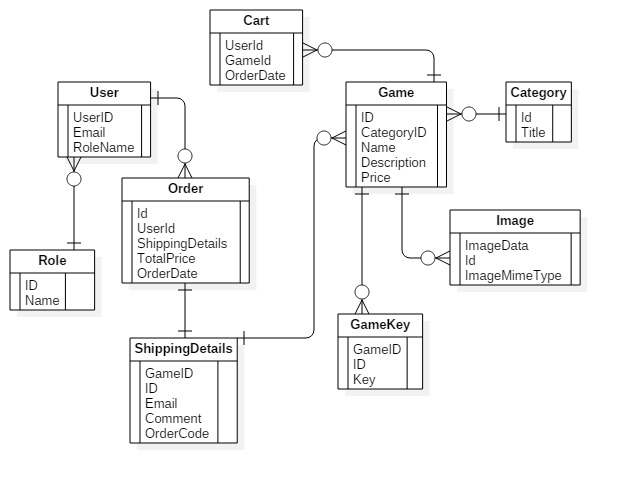 Cart
UserId
GameId
OrderDate
User
UserID
Email
RoleName
Game
ID
CategoryID
Name
Description
Price
Category
Id
Title
Order
Id
UserId
ShippingDetails
TotalPrice
OrderDate
Image
ImageData
Id
ImageMimeType
Role
ID
Name
GameKey
GameID
ID
Key
ShippingDetails
GameID
ID
Email
Comment
OrderCode